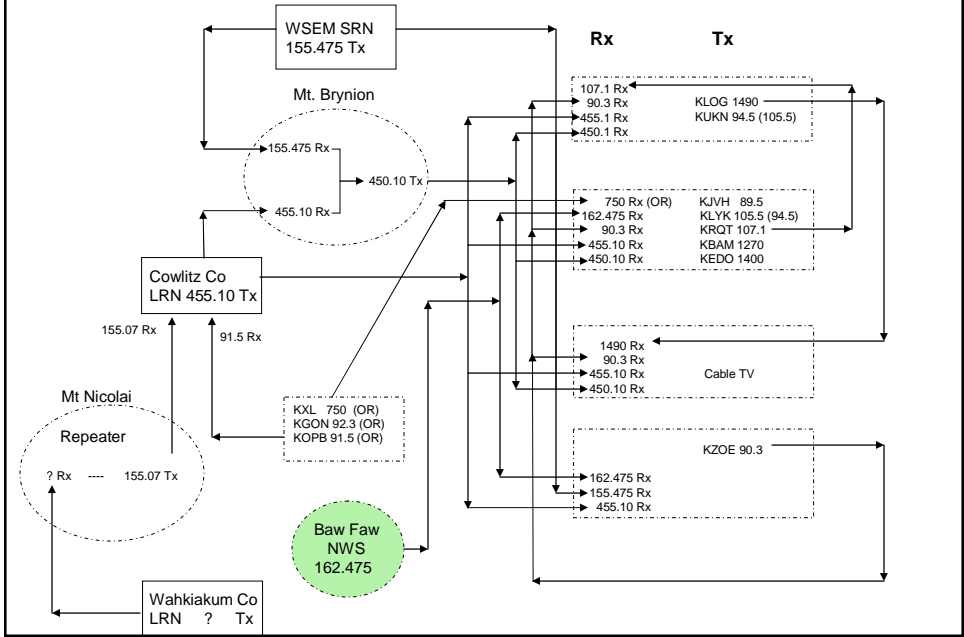 WSEM SRN
155.475 Tx
Rx Tx
Mt. Brynion
155.475 Rx
450.10 Tx
455.10 Rx
107.1 Rx
90.3 Rx KLOG 1490
455.1 Rx KUKN 94.5 (105.5)
450.1 Rx
750 Rx (OR) KJVH 89.5
162.475 Rx KLYK 105.5 (94.5)
90.3 Rx KRQT 107.1
455.10 Rx KBAM 1270
450.10 Rx KEDO 1400
Cowlitz Co
LRN 455.10 Tx
155.07 Rx
91.5 Rx
1490 Rx
90.3 Rx
455.10 Rx Cable TV
450.10 Rx
Mt Nicolai
Repeater
? Rx ---- 155.07 Tx
KXL 750 (OR)
KGON 92.3 (OR)
KOPB 91.5 (OR)
KZOE 90.3
162.475 Rx
155.475 Rx
455.10 Rx
Baw Faw
NWS
162.475
Wahkiakum Co
LRN ? Tx